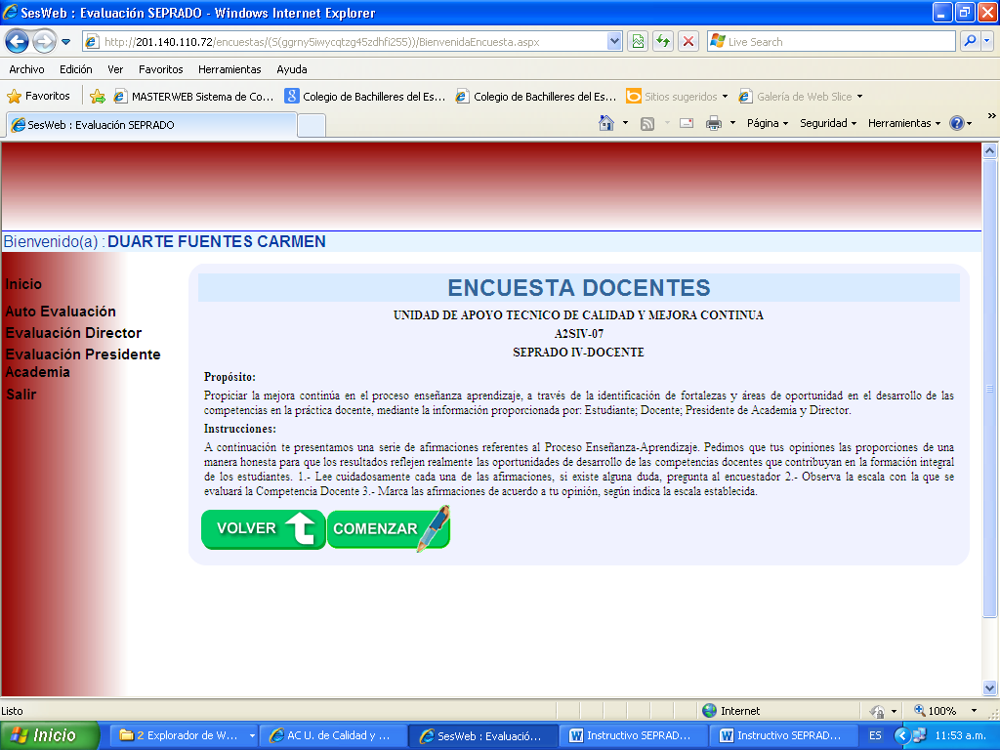 SesWeb : Evaluación SEPRADO - Windows Internet Explorer
http://201.140.110.72/encuestas/(S(ggrny5iwycqtzg45zdhfi255))/BienvenidaEncuesta.aspx
Live Search
Archivo Edición Ver Favoritos Herramientas Ayuda
Favoritos MASTERWEB Sistema de Co... Colegio de Bachilleres del Es... Colegio de Bachilleres del Es... Sitios sugeridos Galería de Web Slice
SesWeb : Evaluación SEPRADO Página Seguridad Herramientas
Bienvenido(a) : DUARTE FUENTES CARMEN
Inicio
Auto Evaluación
Evaluación Director
Evaluación Presidente
Academia
Salir
ENCUESTA DOCENTES
UNIDAD DE APOYO TECNICO DE CALIDAD Y MEJORA CONTINUA
A2SIV-07
SEPRADO IV-DOCENTE
Propósito:
Propiciar la mejora continúa en el proceso enseñanza aprendizaje, a través de la identificación de fortalezas y áreas de oportunidad en el desarrollo de las
competencias en la práctica docente, mediante la información proporcionada por: Estudiante; Docente; Presidente de Academia y Director.
Instrucciones:
A continuación te presentamos una serie de afirmaciones referentes al Proceso Enseñanza-Aprendizaje. Pedimos que tus opiniones las proporciones de una
manera honesta para que los resultados reflejen realmente las oportunidades de desarrollo de las competencias docentes que contribuyan en la formación integral
de los estudiantes. 1.- Lee cuidadosamente cada una de las afirmaciones, si existe alguna duda, pregunta al encuestador 2.- Observa la escala con la que se
evaluará la Competencia Docente 3.- Marca las afirmaciones de acuerdo a tu opinión, según indica la escala establecida.
VOLVER COMENZAR
Listo Internet 100%
Inicio 2 Explorador de W... AC U. de Calidad y ... SesWeb : Evaluació... Instructivo SEPRAD... Instructivo SEPRAD... ES 11:53 a.m.